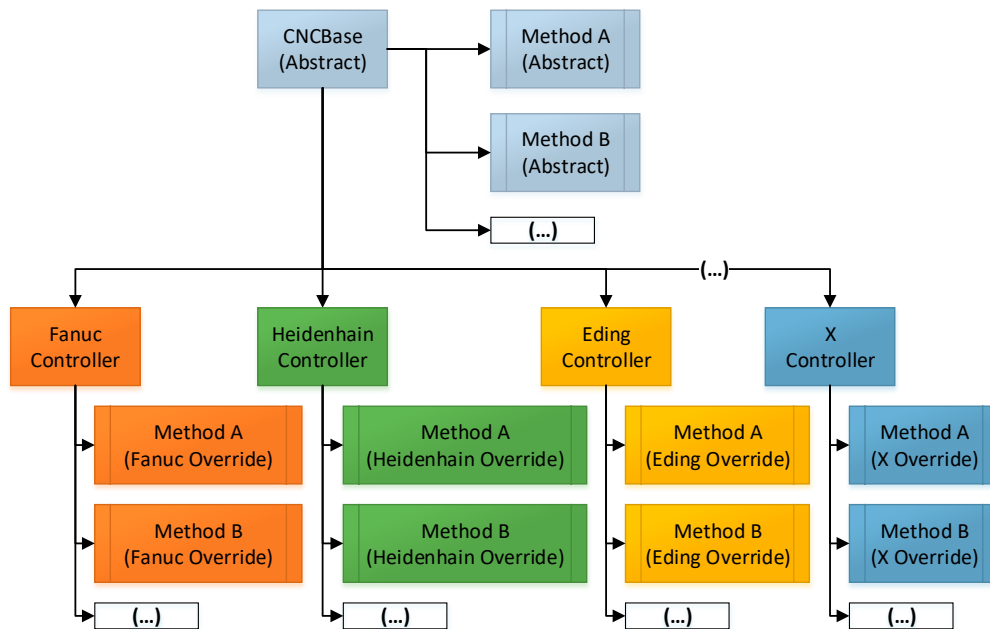 CNCBase
(Abstract)
Method A
(Abstract)
Method B
(Abstract)
(...)
(...)
Fanuc
Controller
Heidenhain
Controller
Eding
Controller
X
Controller
Method A
(Fanuc Override)
Method A
(Heidenhain Override)
Method A
(Eding Override)
Method A
(X Override)
Method B
(Fanuc Override)
Method B
(Heidenhain Override)
Method B
(Eding Override)
Method B
(X Override)
(...)
(...)
(...)
(...)